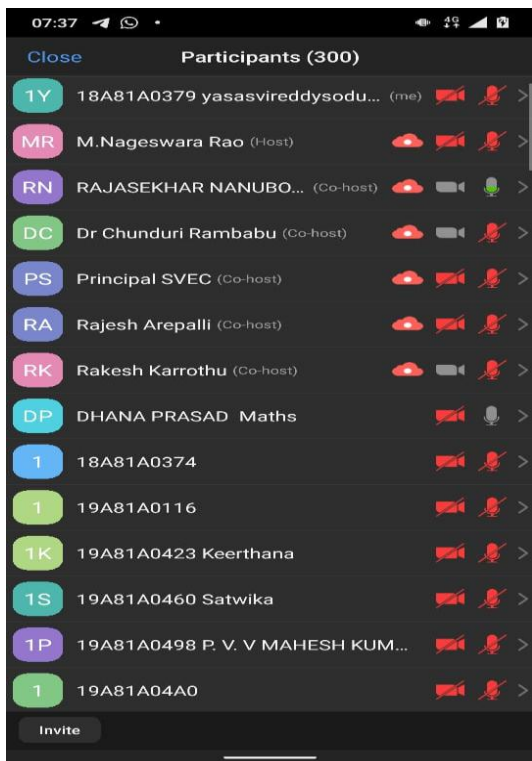 07:37 4G
Close Participants (300)
1Y 18A81A0379 yasasvireddysodu... (me)
MR M.Nageswara Rao (Host)
RN RAJASEKHAR NANUBO... (Co-host)
DC Dr Chunduri Rambabu (Co-host)
PS Principal SVEC (Co-host)
RA Rajesh Arepalli (Co-host)
RK Rakesh Karrothu (Co-host)
DP DHANA PRASAD Maths
1 18A81A0374
1 19A81A0116
1K 19A81A0423 Keerthana
1S 19A81A0460 Satwika
1P 19A81A0498 P. V. V MAHESH KUM...
1 19A81A04A0
Invite